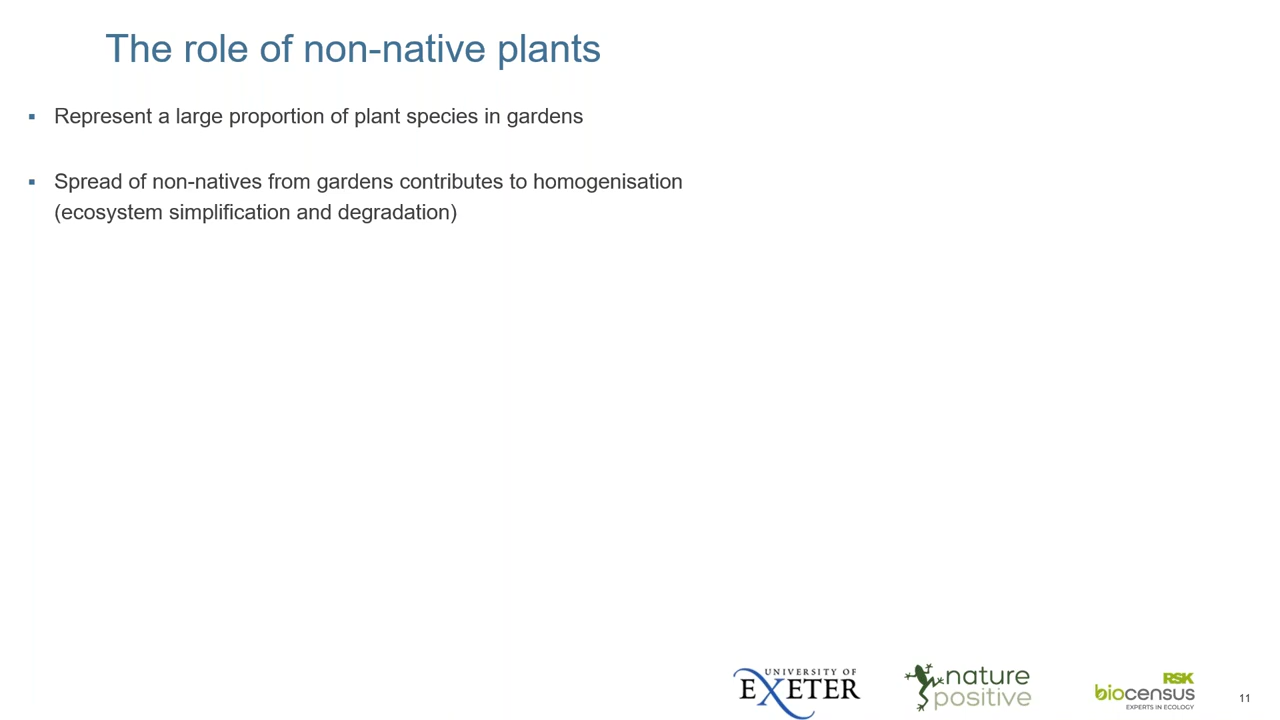 The role of non-native plants
▪ Represent a large proportion of plant species in gardens
▪ Spread of non-natives from gardens contributes to homogenisation
(ecosystem simplification and degradation)
UNIVERSITY OF
EXETER
nature
positive
RSK
biocensus
EXPERTS IN ECOLOGY
11